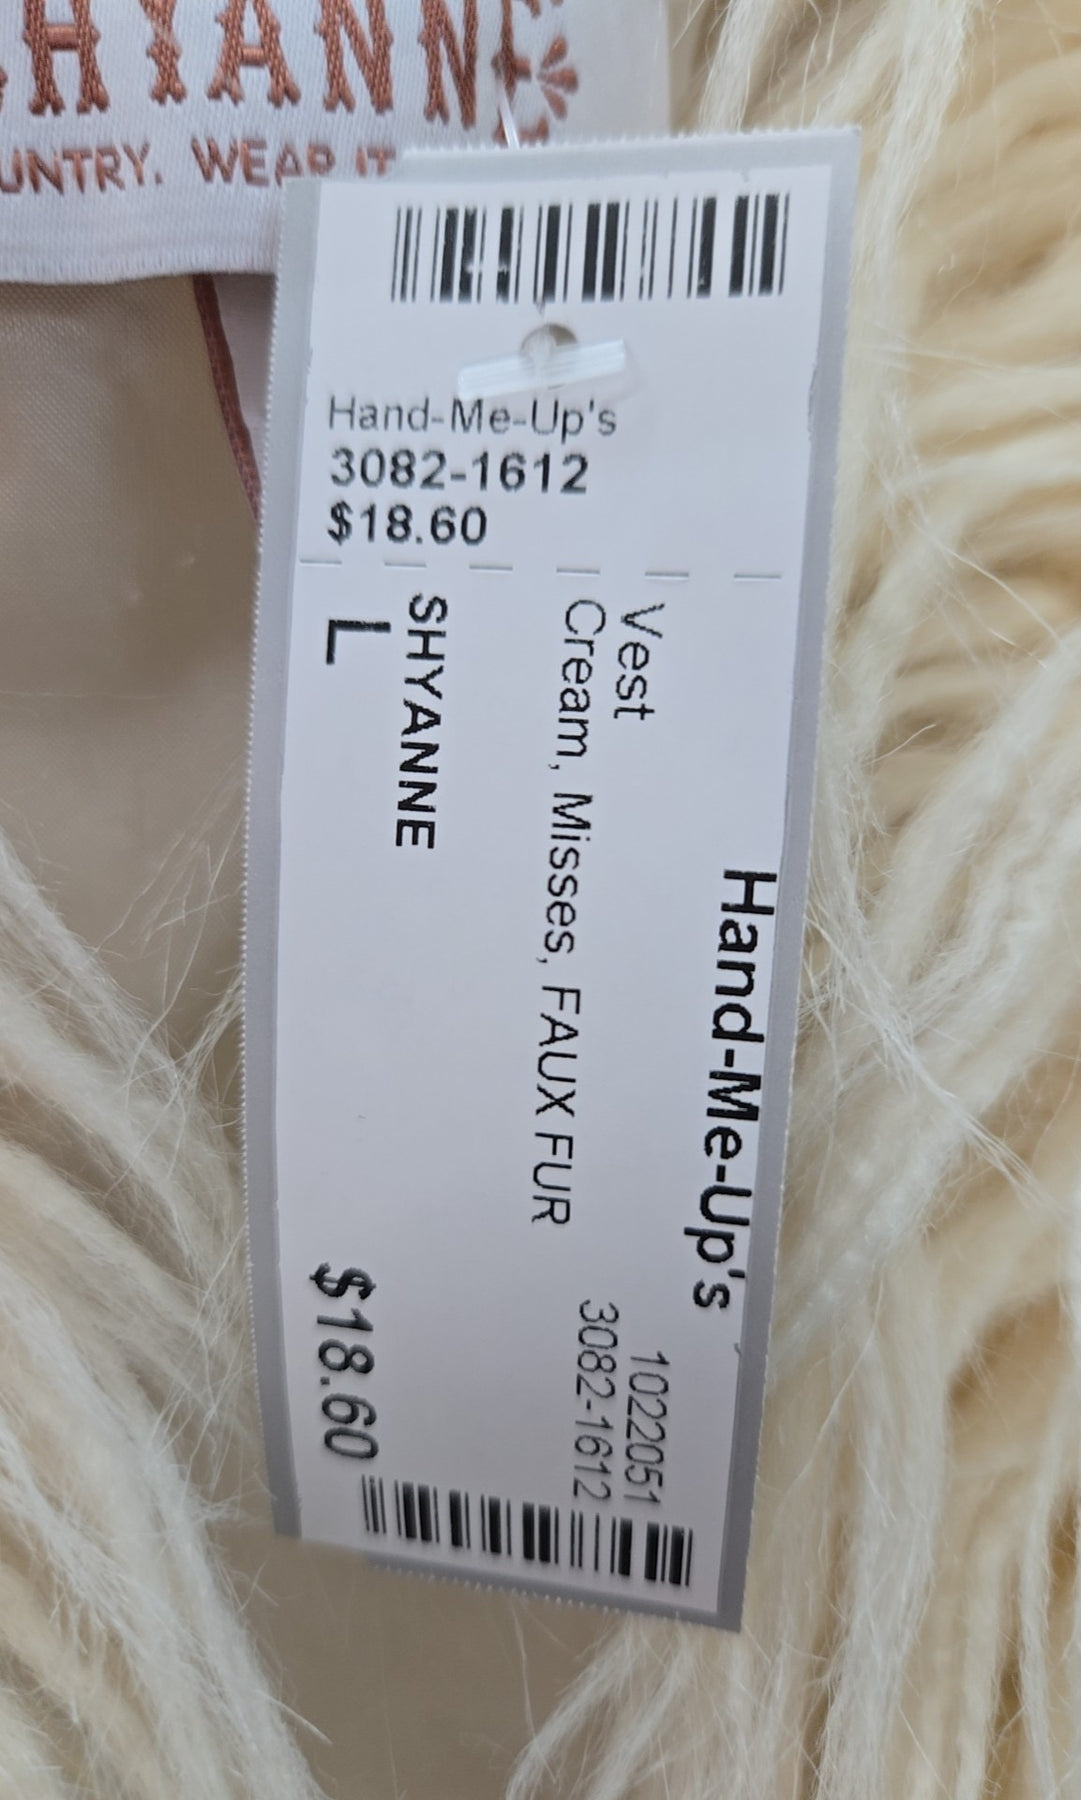 HYANNE
UNTRY. WEAR IT
Hand-Me-Up's
3082-1612
$18.60
Hand-Me-Up's
Vest
1022051
Cream, Misses, FAUX FUR
3082-1612
SHYANNE
L
$18.60